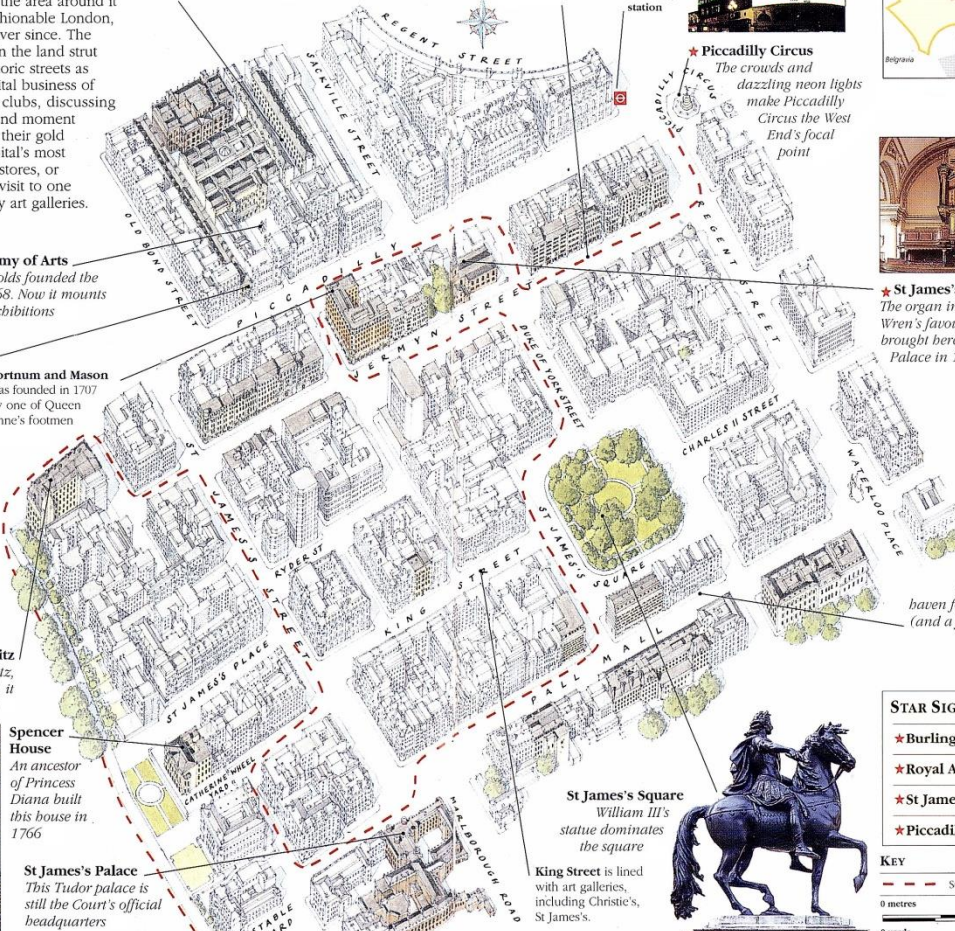 the area around it
hionable London,
ver since. The
n the land strut
oric streets as
ital business of
clubs, discussing
nd moment
their gold
ital's most
stores, or
visit to one
y art galleries.
station
★ Piccadilly Circus
The crowds and
dazzling neon lights
make Piccadilly
Circus the West
End's focal
point
Belgravia
REGENT STREET
SACKVILLE STREET
PICCADILLY CIRCUS
OLD BOND STREET
PICCADILLY
REGENT STREET
JERMYN STREET
DUKE OF YORK STREET
CHARLES II STREET
WATERLOO PLACE
ST JAMES'S STREET
RYDER ST
KING STREET
ST JAMES'S SQUARE
PALL MALL
ST JAMES'S PLACE
CATHERINE WHEEL
YARD
MARLBOROUGH ROAD
STABLE
my of Arts
olds founded the
68. Now it mounts
xhibitions
★ St James's
The organ in
Wren's favou
brought here
Palace in 1
ortnum and Mason
as founded in 1707
y one of Queen
nne's footmen
itz
tz,
it
haven f
(and a
Spencer
House
An ancestor
of Princess
Diana built
this house in
1766
St James's Palace
This Tudor palace is
still the Court's official
headquarters
St James's Square
William III's
statue dominates
the square
King Street is lined
with art galleries,
including Christie's,
St James's.
STAR SIG
★Burling
★Royal A
★St Jame
★Piccadil
KEY
S
0 metres